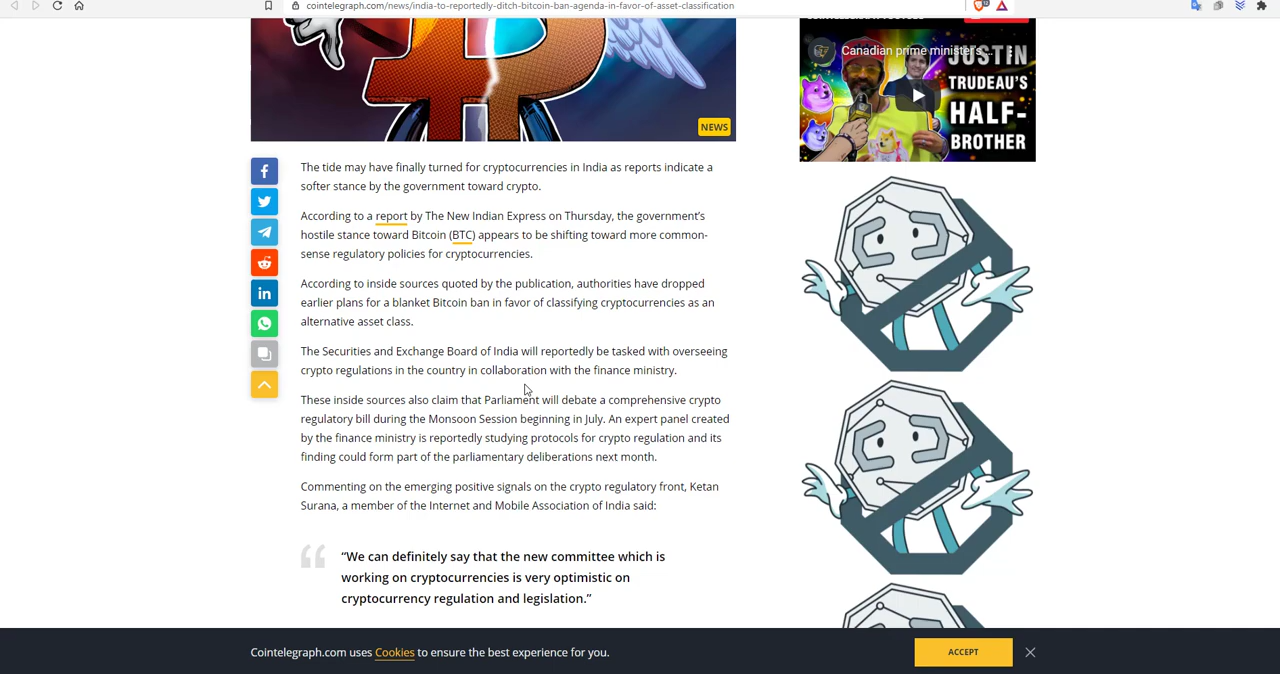 cointelegraph.com/news/india-to-reportedly-ditch-bitcoin-ban-agenda-in-favor-of-asset-classification
Canadian prime minister's ...
JUSTIN
TRUDEAU'S
HALF-
BROTHER
NEWS
The tide may have finally turned for cryptocurrencies in India as reports indicate a
softer stance by the government toward crypto.
According to a report by The New Indian Express on Thursday, the government's
hostile stance toward Bitcoin (BTC) appears to be shifting toward more common-
sense regulatory policies for cryptocurrencies.
According to inside sources quoted by the publication, authorities have dropped
earlier plans for a blanket Bitcoin ban in favor of classifying cryptocurrencies as an
alternative asset class.
The Securities and Exchange Board of India will reportedly be tasked with overseeing
crypto regulations in the country in collaboration with the finance ministry.
These inside sources also claim that Parliament will debate a comprehensive crypto
regulatory bill during the Monsoon Session beginning in July. An expert panel created
by the finance ministry is reportedly studying protocols for crypto regulation and its
finding could form part of the parliamentary deliberations next month.
Commenting on the emerging positive signals on the crypto regulatory front, Ketan
Surana, a member of the Internet and Mobile Association of India said:
“We can definitely say that the new committee which is
working on cryptocurrencies is very optimistic on
cryptocurrency regulation and legislation.”
Cointelegraph.com uses Cookies to ensure the best experience for you.
ACCEPT